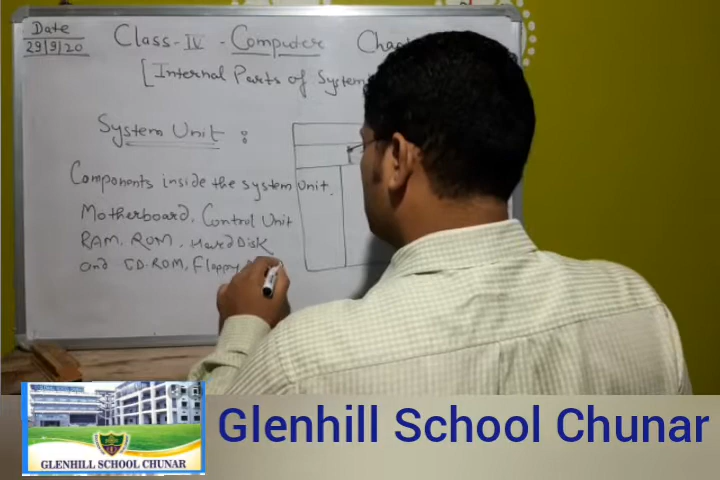 Date
29/9/20
Class-IV - Computer
[Internal Parts of System
System Unit :
Components inside the system Unit.
Motherboard, Control Unit
RAM, ROM, Hard Disk
and CD-ROM, Floppy
GLENHILL SCHOOL CHUNAR
Glenhill School Chunar